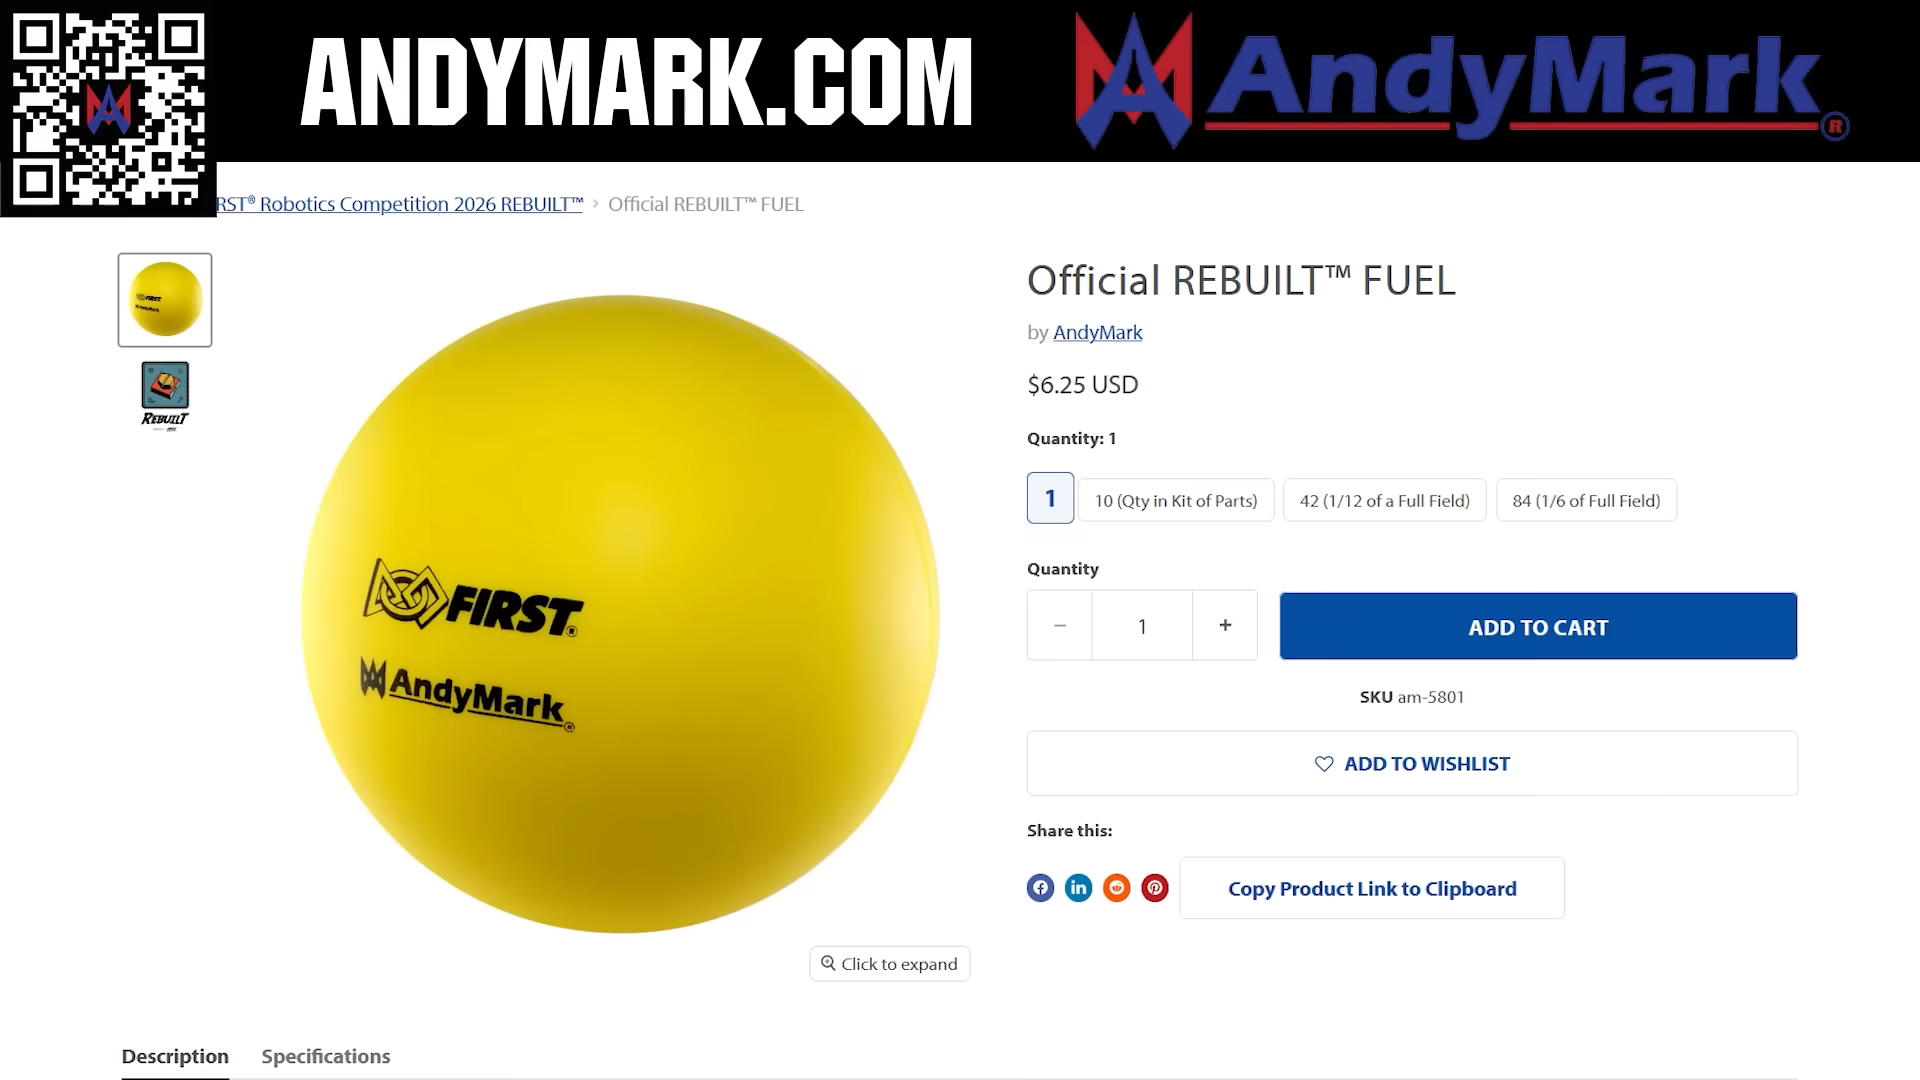 ANDYMARK.COM
AndyMark®
RST® Robotics Competition 2026 REBUILT™ › Official REBUILT™ FUEL
FIRST
AndyMark
REBUILT
Official REBUILT™ FUEL
by AndyMark
$6.25 USD
Quantity: 1
1
10 (Qty in Kit of Parts)
42 (1/12 of a Full Field)
84 (1/6 of Full Field)
FIRST®
AndyMark®
Quantity
− 1 +
ADD TO CART
SKU am-5801
ADD TO WISHLIST
Share this:
Copy Product Link to Clipboard
Click to expand
Description
Specifications